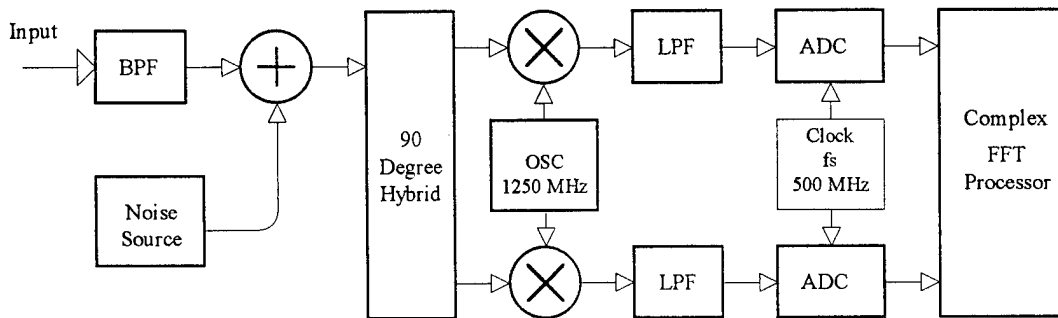 Input
BPF
Noise
Source
90
Degree
Hybrid
OSC
1250 MHz
LPF
ADC
Clock
fs
500 MHz
LPF
ADC
Complex
FFT
Processor